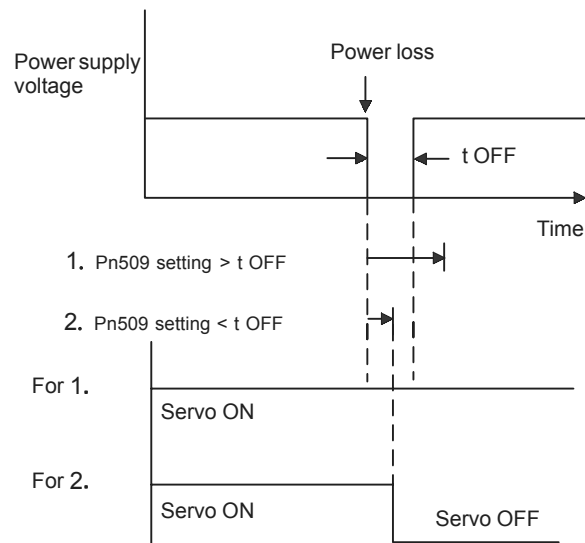 Power loss
Power supply
voltage
t OFF
Time
1. Pn509 setting > t OFF
2. Pn509 setting < t OFF
For 1.
Servo ON
For 2.
Servo ON
Servo OFF